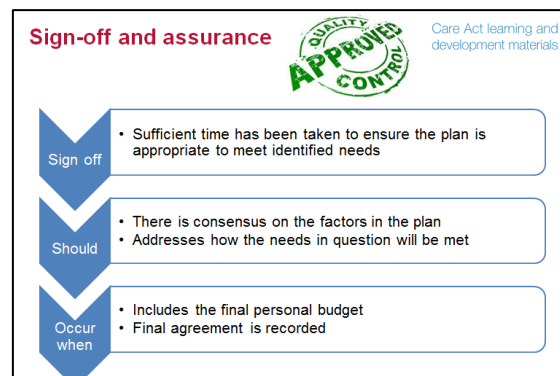 Sign-off and assurance
QUALITY
APPROVED
CONTROL
Care Act learning and
development materials
Sign off
• Sufficient time has been taken to ensure the plan is
appropriate to meet identified needs
Should
• There is consensus on the factors in the plan
• Addresses how the needs in question will be met
Occur
when
• Includes the final personal budget
• Final agreement is recorded